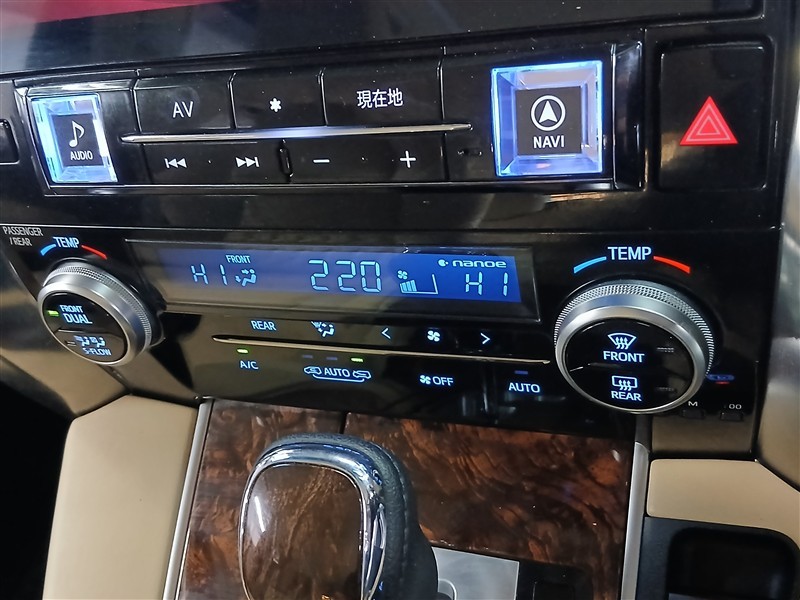 AV
*
現在地
AUDIO
NAVI
− +
PASSENGER
/REAR
TEMP
FRONT
nanoe
TEMP
HI
220
HI
FRONT
DUAL
S-FLOW
REAR
< >
FRONT
REAR
A/C
AUTO
OFF
AUTO
M
00